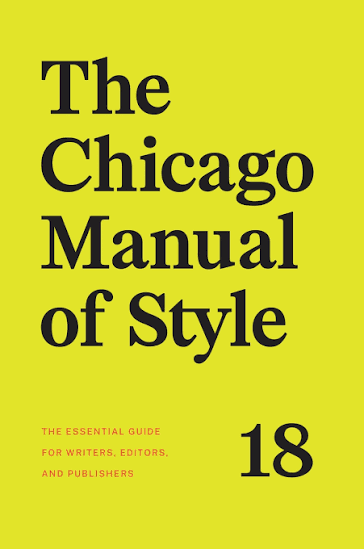 The
Chicago
Manual
of Style
THE ESSENTIAL GUIDE
FOR WRITERS, EDITORS,
AND PUBLISHERS
18